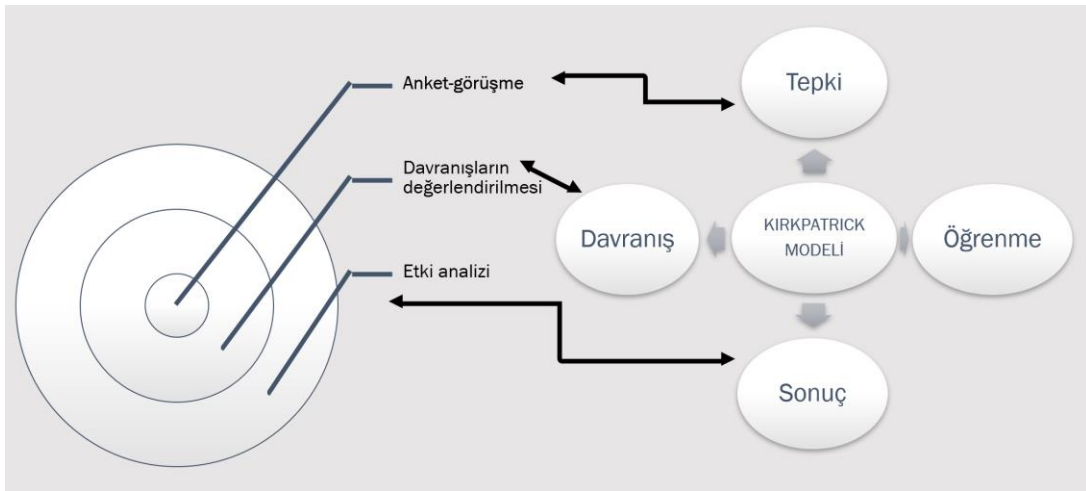 Anket-görüşme
Davranışların
değerlendirilmesi
Etki analizi
Tepki
Davranış
KIRKPATRICK
MODELİ
Öğrenme
Sonuç